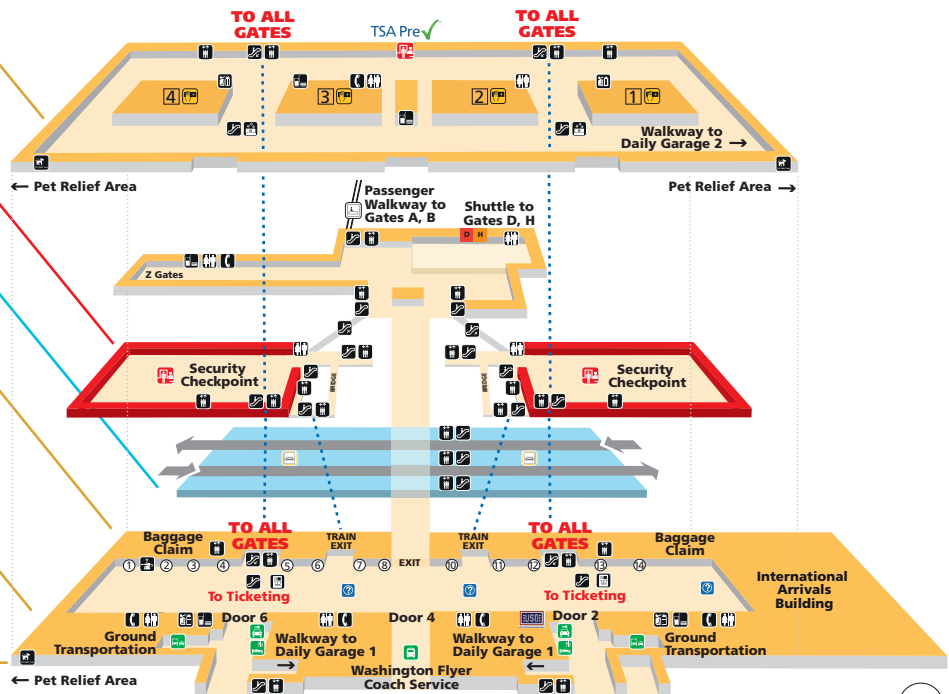 TO ALL
GATES
TO ALL
GATES
TSA Pre
4
3
2
1
Walkway to
Daily Garage 2 →
← Pet Relief Area
Pet Relief Area →
Passenger
Walkway to
Gates A, B
Shuttle to
Gates D, H
D H
Z Gates
Security
Checkpoint
Security
Checkpoint
BRIDGE
BRIDGE
TO ALL
GATES
TO ALL
GATES
Baggage
Claim
TRAIN
EXIT
EXIT
TRAIN
EXIT
Baggage
Claim
1 2 3 4 5 6 7 8 10 11 12 13 14
To Ticketing
? ?
To Ticketing
?
International
Arrivals
Building
Door 6
Door 4
USO
Door 2
Ground
Transportation
Walkway to
Daily Garage 1
→
Walkway to
Daily Garage 1
←
Ground
Transportation
Washington Flyer
Coach Service
← Pet Relief Area